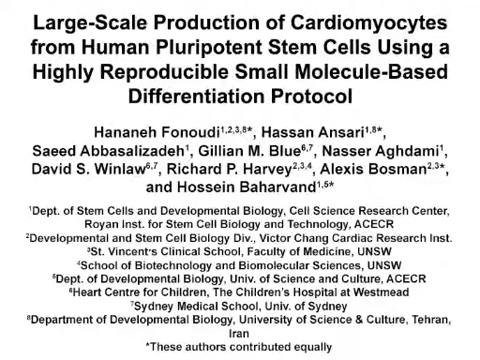 Large-Scale Production of Cardiomyocytes
from Human Pluripotent Stem Cells Using a
Highly Reproducible Small Molecule-Based
Differentiation Protocol
Hananeh Fonoudi1,2,3,8*, Hassan Ansari1,8*,
Saeed Abbasalizadeh1, Gillian M. Blue6,7, Nasser Aghdami1,
David S. Winlaw6,7, Richard P. Harvey2,3,4, Alexis Bosman2,3*,
and Hossein Baharvand1,5*
1Dept. of Stem Cells and Developmental Biology, Cell Science Research Center,
Royan Inst. for Stem Cell Biology and Technology, ACECR
2Developmental and Stem Cell Biology Div., Victor Chang Cardiac Research Inst.
3St. Vincent's Clinical School, Faculty of Medicine, UNSW
4School of Biotechnology and Biomolecular Sciences, UNSW
5Dept. of Developmental Biology, Univ. of Science and Culture, ACECR
6Heart Centre for Children, The Children's Hospital at Westmead
7Sydney Medical School, Univ. of Sydney
8Department of Developmental Biology, University of Science & Culture, Tehran,
Iran
*These authors contributed equally